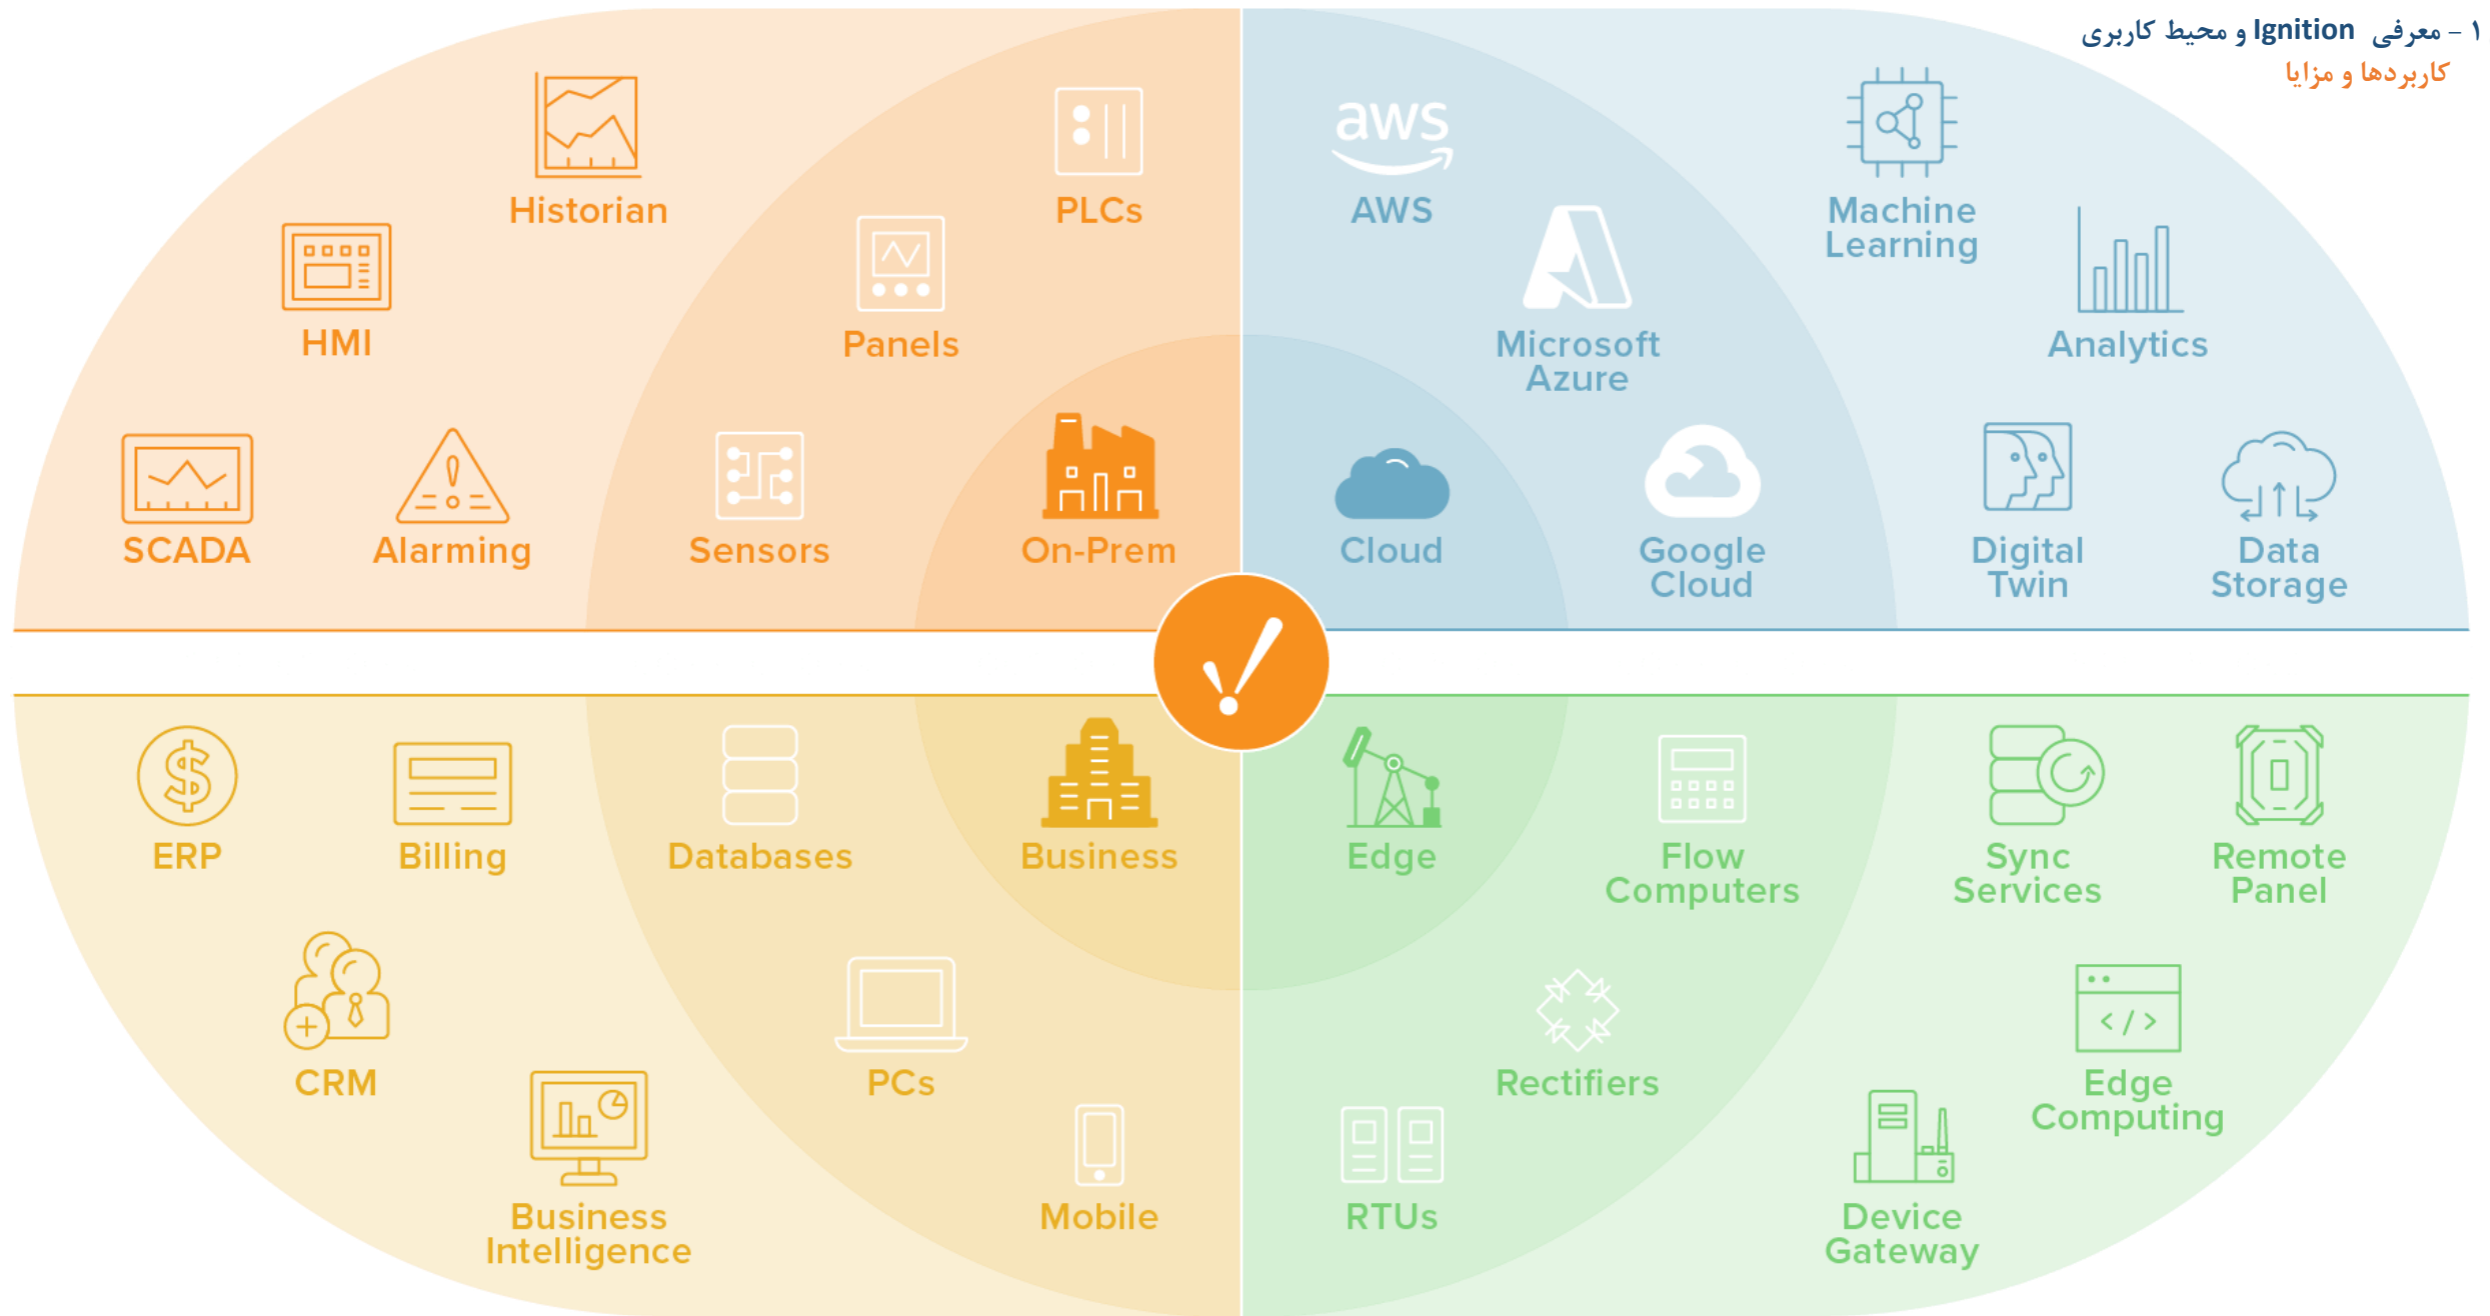 ۱ - معرفی Ignition و محیط کاربری
کاربردها و مزایا
Historian
PLCs
HMI
Panels
SCADA
Alarming
Sensors
On-Prem
aws
AWS
Machine
Learning
Microsoft
Azure
Analytics
Cloud
Google
Cloud
Digital
Twin
Data
Storage
ERP
Billing
Databases
Business
CRM
PCs
Business
Intelligence
Mobile
Edge
Flow
Computers
Sync
Services
Remote
Panel
Rectifiers
Edge
Computing
RTUs
Device
Gateway